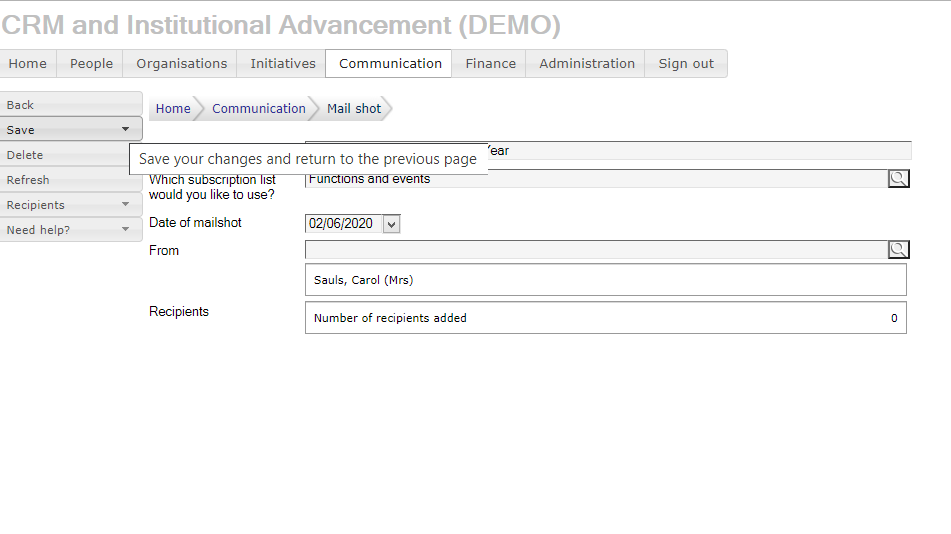 CRM and Institutional Advancement (DEMO)
Home People Organisations Initiatives Communication Finance Administration Sign out
Back
Save
Delete
Refresh
Recipients
Need help?
Home Communication Mail shot
Year
Save your changes and return to the previous page
Which subscription list
would you like to use?
Functions and events
Date of mailshot
02/06/2020
From
Sauls, Carol (Mrs)
Recipients
Number of recipients added 0